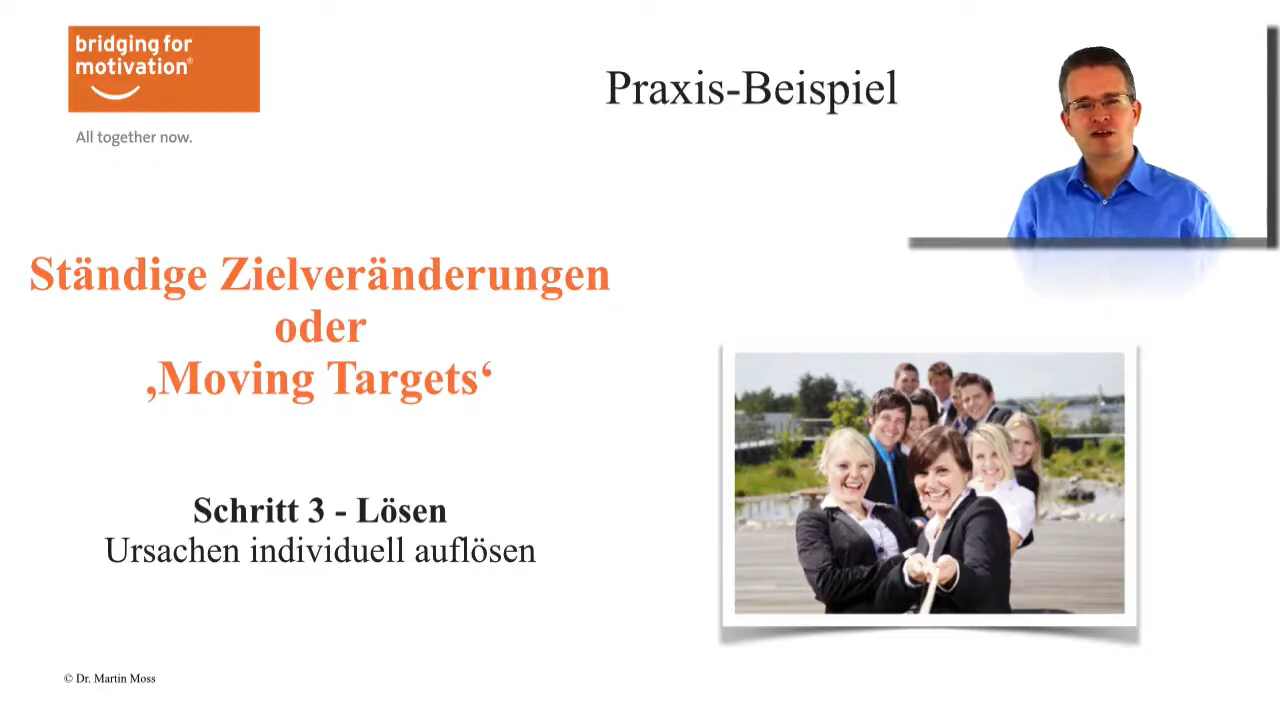 bridging for
motivation®
All together now.
Praxis-Beispiel
Ständige Zielveränderungen
oder
‚Moving Targets‘
Schritt 3 - Lösen
Ursachen individuell auflösen
© Dr. Martin Moss